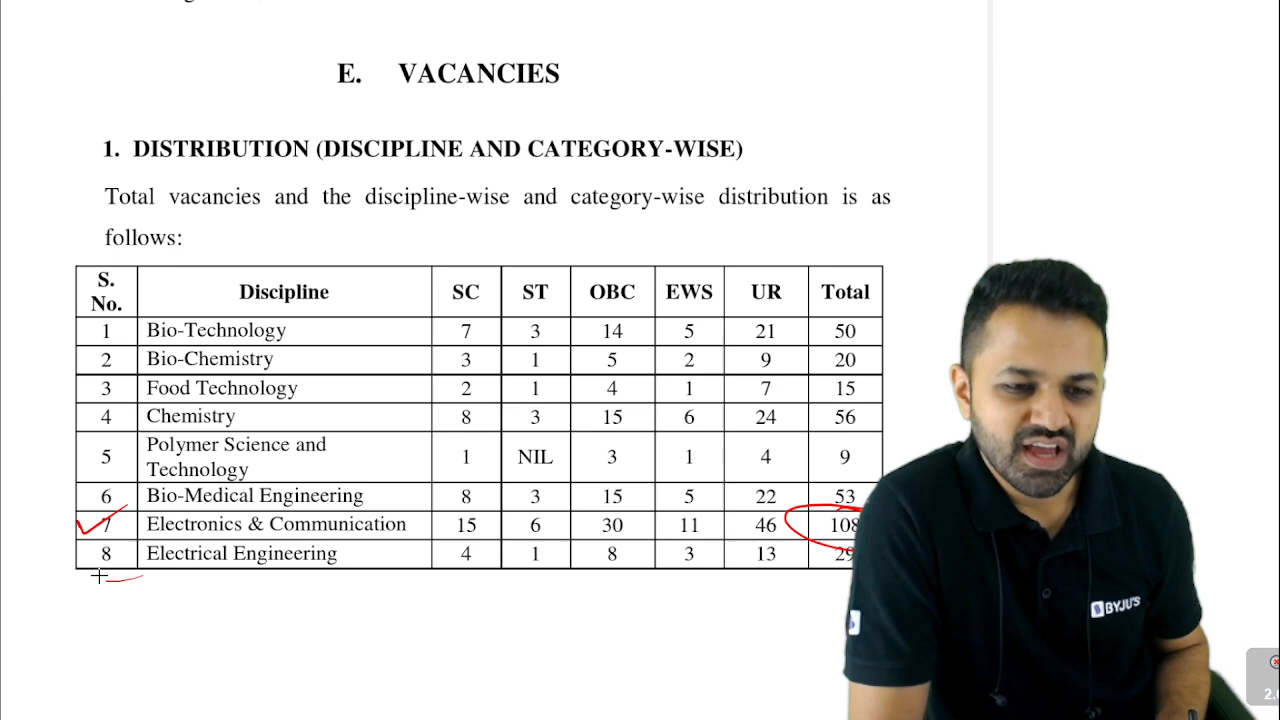 E. VACANCIES
1. DISTRIBUTION (DISCIPLINE AND CATEGORY-WISE)
Total vacancies and the discipline-wise and category-wise distribution is as
follows:
S. No. Discipline SC ST OBC EWS UR Total
1 Bio-Technology 7 3 14 5 21 50
2 Bio-Chemistry 3 1 5 2 9 20
3 Food Technology 2 1 4 1 7 15
4 Chemistry 8 3 15 6 24 56
5 Polymer Science and Technology 1 NIL 3 1 4 9
6 Bio-Medical Engineering 8 3 15 5 22 53
7 Electronics & Communication 15 6 30 11 46 108
8 Electrical Engineering 4 1 8 3 13 29
BYJU'S